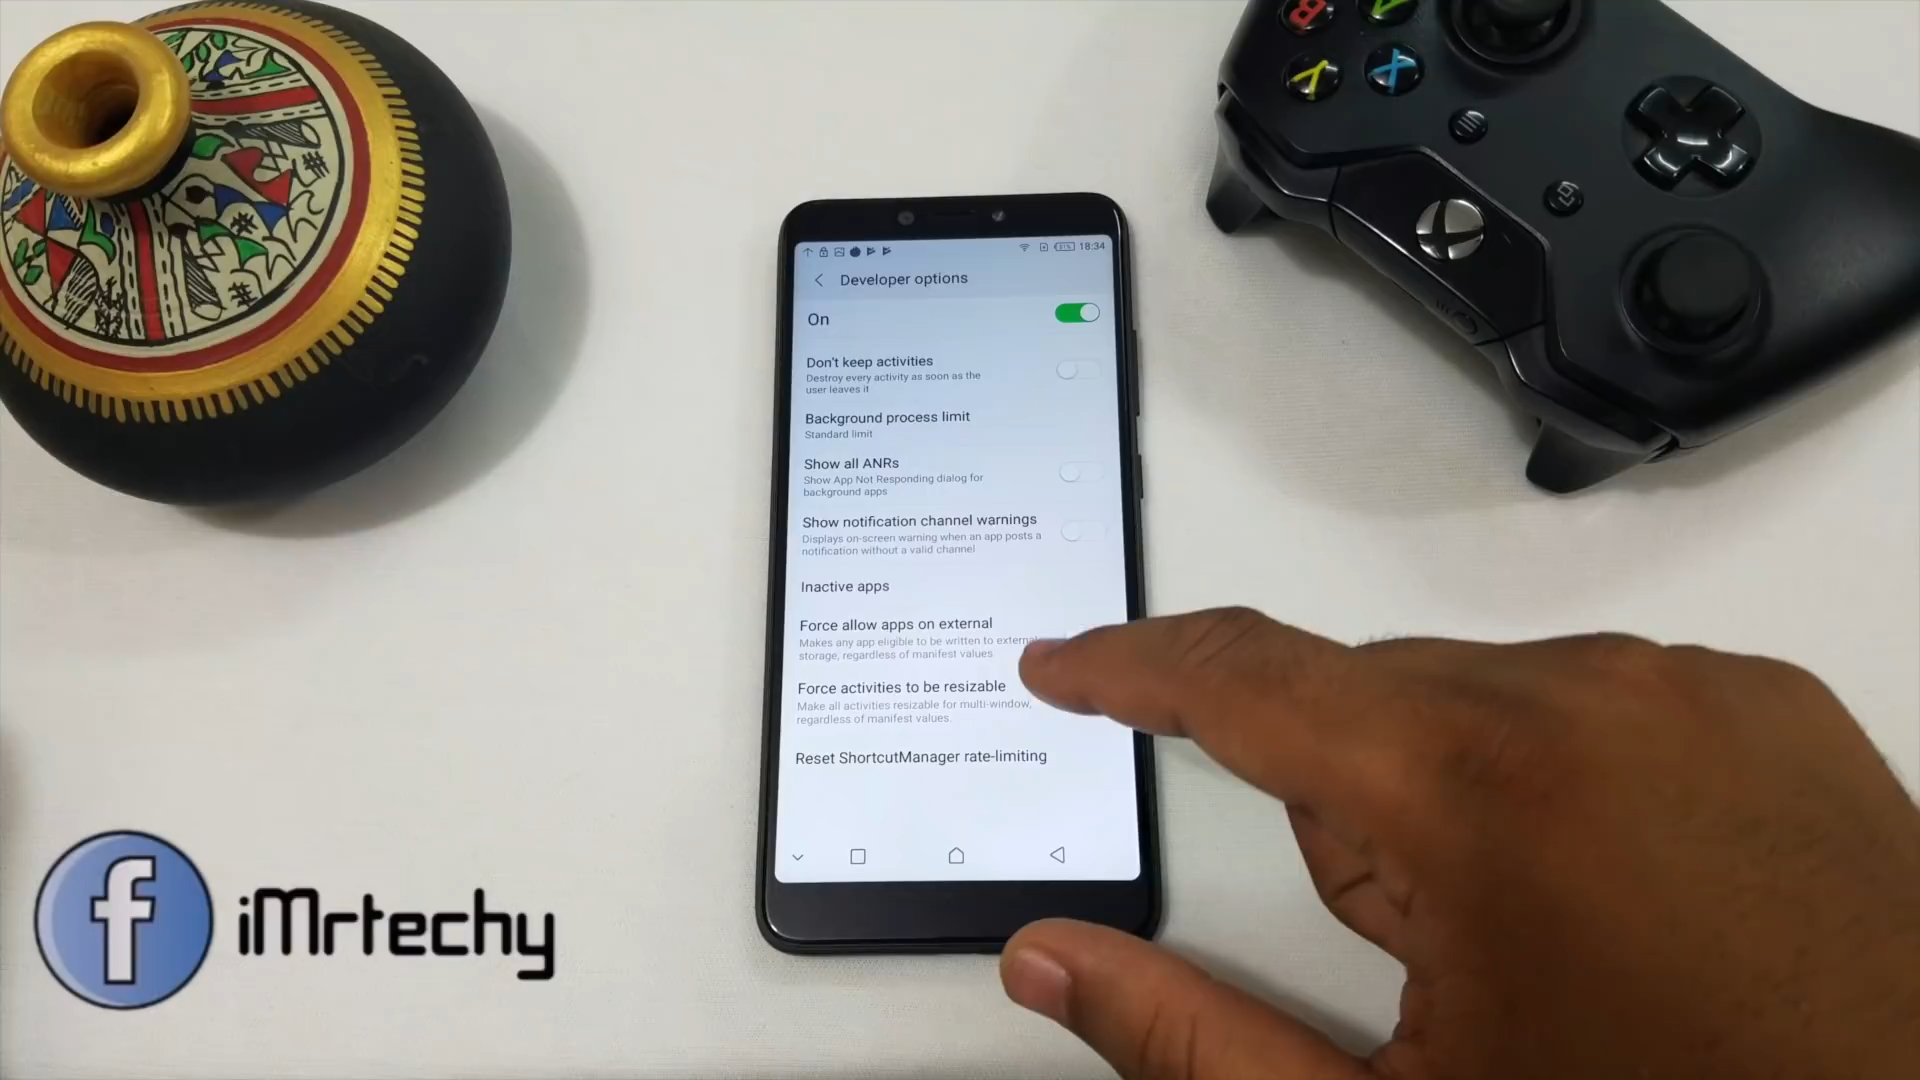 B
A
Y
X
18:34
Developer options
On
Don't keep activities
Destroy every activity as soon as the
user leaves it
Background process limit
Standard limit
Show all ANRs
Show App Not Responding dialog for
background apps
Show notification channel warnings
Displays on-screen warning when an app posts a
notification without a valid channel
Inactive apps
Force allow apps on external
Makes any app eligible to be written to external
storage, regardless of manifest values
Force activities to be resizable
Make all activities resizable for multi-window,
regardless of manifest values.
Reset ShortcutManager rate-limiting
f iMrtechy